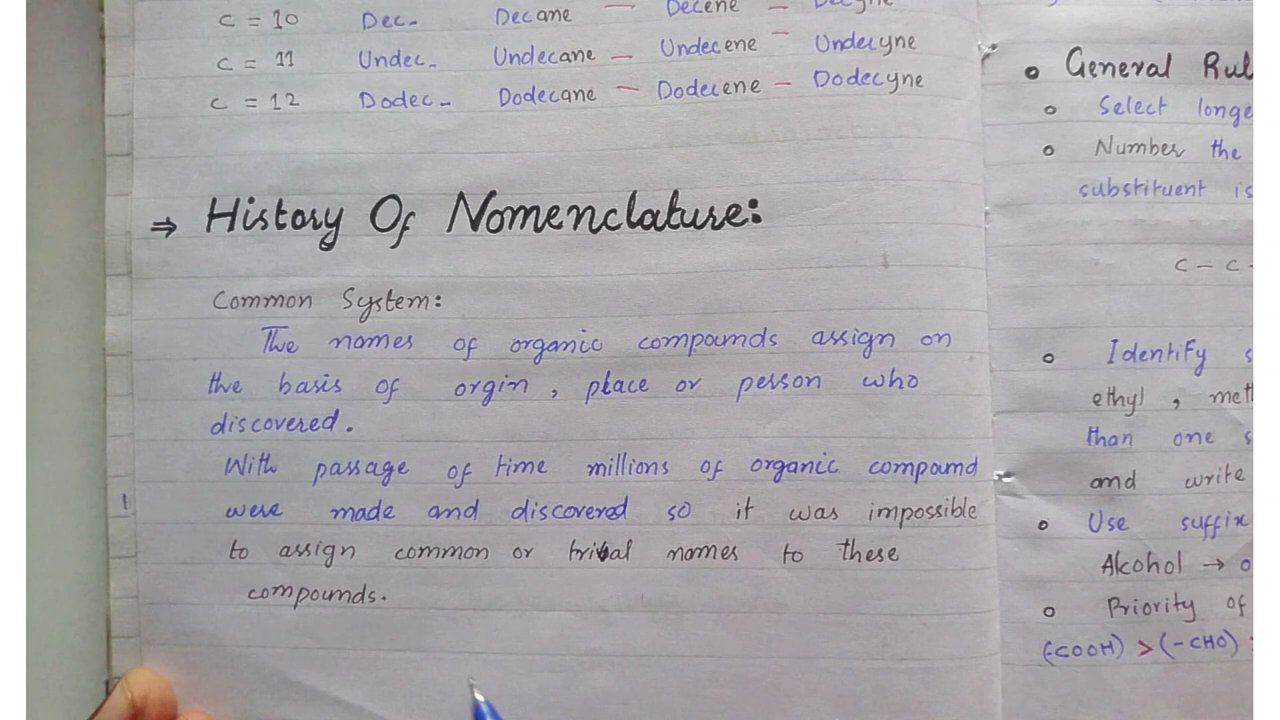 C = 10 Dec- Decane — Decene — Decyne
C = 11 Undec- Undecane — Undecene — Undecyne
C = 12 Dodec- Dodecane — Dodecene — Dodecyne
⇒ History Of Nomenclature:
Common System:
The names of organic compounds assign on
the basis of orgin, place or person who
discovered.
With passage of time millions of organic compound
were made and discovered so it was impossible
to assign common or trival names to these
compounds.
General Rul
Select longe
Number the
substituent is
C - C -
Identify s
ethyl, met
than one s
and write
Use suffix
Alcohol → o
Priority of
(-COOH) > (-CHO)